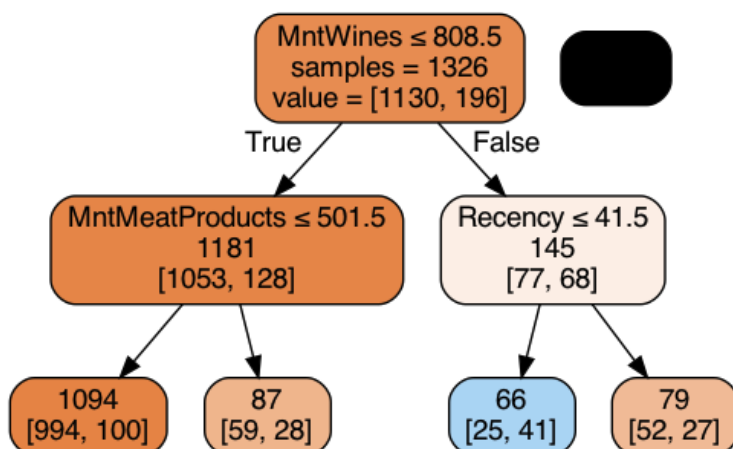 MntWines ≤ 808.5
samples = 1326
value = [1130, 196]
True
False
MntMeatProducts ≤ 501.5
1181
[1053, 128]
Recency ≤ 41.5
145
[77, 68]
1094
[994, 100]
87
[59, 28]
66
[25, 41]
79
[52, 27]